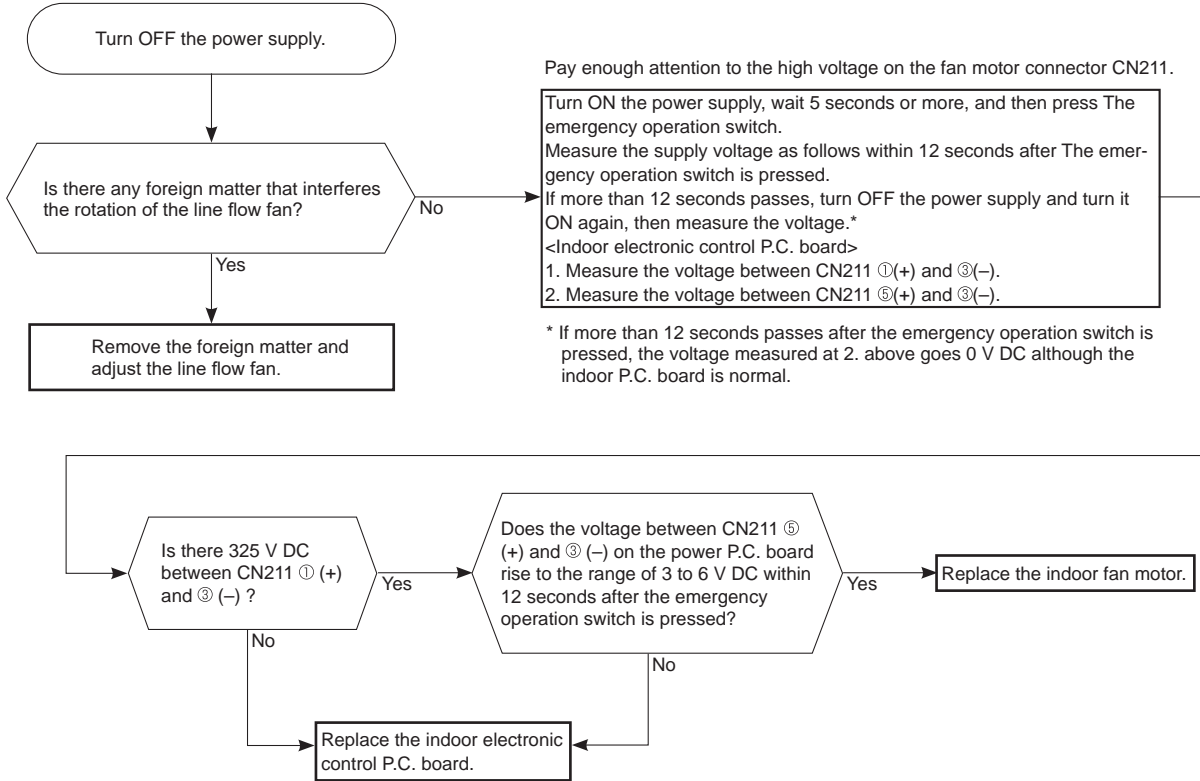 Turn OFF the power supply.
Is there any foreign matter that interferes
the rotation of the line flow fan?
No
Yes
Remove the foreign matter and
adjust the line flow fan.
Pay enough attention to the high voltage on the fan motor connector CN211.
Turn ON the power supply, wait 5 seconds or more, and then press The
emergency operation switch.
Measure the supply voltage as follows within 12 seconds after The emer-
gency operation switch is pressed.
If more than 12 seconds passes, turn OFF the power supply and turn it
ON again, then measure the voltage.*
<Indoor electronic control P.C. board>
1. Measure the voltage between CN211 ①(+) and ③(–).
2. Measure the voltage between CN211 ⑤(+) and ③(–).
* If more than 12 seconds passes after the emergency operation switch is
pressed, the voltage measured at 2. above goes 0 V DC although the
indoor P.C. board is normal.
Is there 325 V DC
between CN211 ① (+)
and ③ (–) ?
Yes
No
Does the voltage between CN211 ⑤
(+) and ③ (–) on the power P.C. board
rise to the range of 3 to 6 V DC within
12 seconds after the emergency
operation switch is pressed?
Yes
No
Replace the indoor fan motor.
Replace the indoor electronic
control P.C. board.